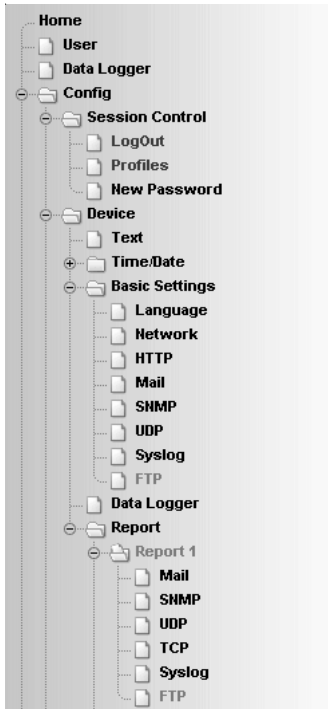 Home
User
Data Logger
Config
Session Control
LogOut
Profiles
New Password
Device
Text
Time/Date
Basic Settings
Language
Network
HTTP
Mail
SNMP
UDP
Syslog
FTP
Data Logger
Report
Report 1
Mail
SNMP
UDP
TCP
Syslog
FTP